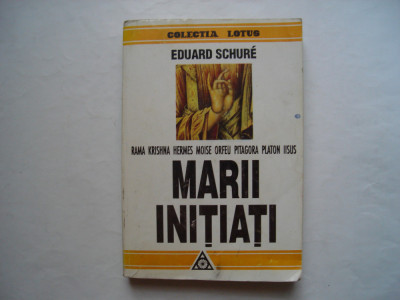 COLECTIA LOTUS
EDUARD SCHURÉ
RAMA KRISHNA HERMES MOISE ORFEU PITAGORA PLATON IISUS
MARII
INIȚIAȚI